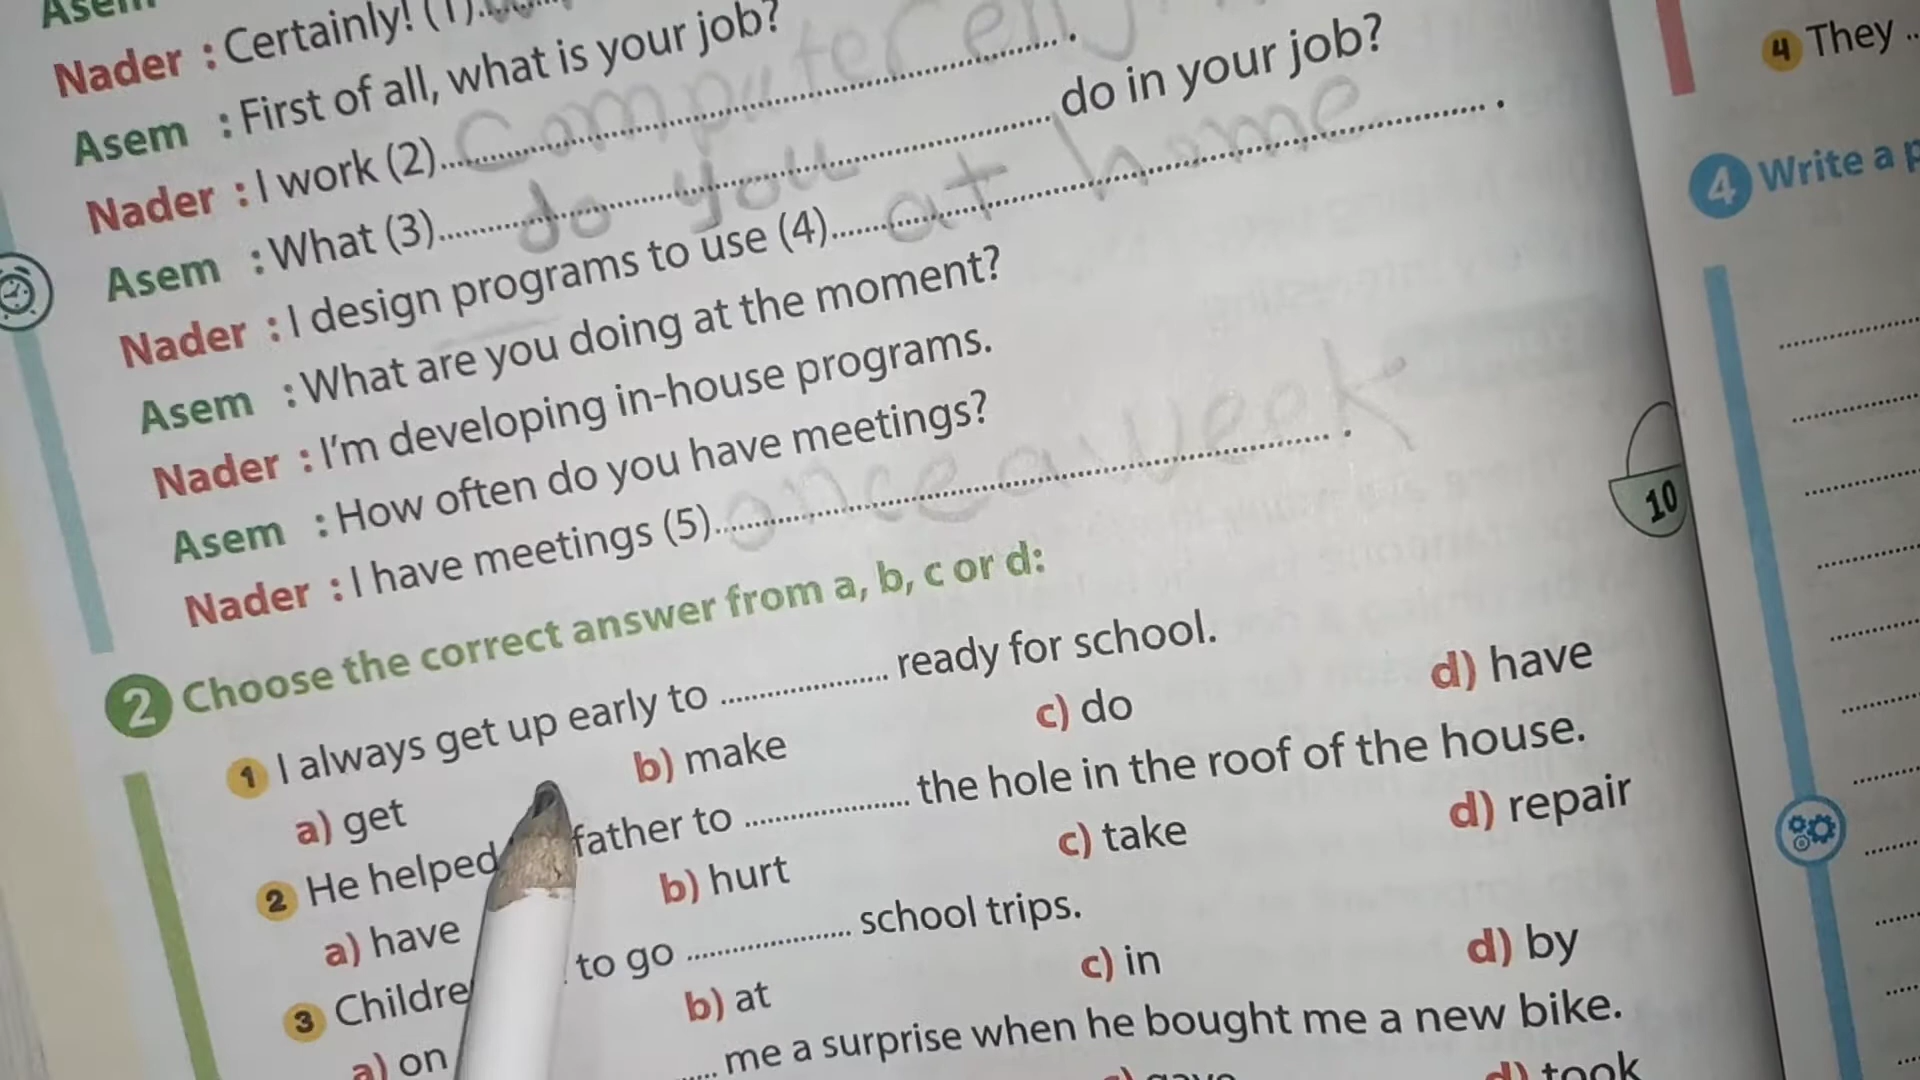 Asem
Nader : Certainly! (1)
Asem : First of all, what is your job?
Nader : I work (2).......... computer eng .
Asem : What (3).......... do you .......... do in your job?
Nader : I design programs to use (4).......... at home .......... .
Asem : What are you doing at the moment?
Nader : I'm developing in-house programs.
Asem : How often do you have meetings?
Nader : I have meetings (5).......... once a week .......... .
2 Choose the correct answer from a, b, c or d:
1 I always get up early to .................... ready for school.
a) get b) make c) do d) have
2 He helped father to .................... the hole in the roof of the house.
a) have b) hurt c) take d) repair
3 Childre to go .................... school trips.
a) on b) at c) in d) by
.... me a surprise when he bought me a new bike.
c) gave d) took
10
4 They ..
4 Write a p